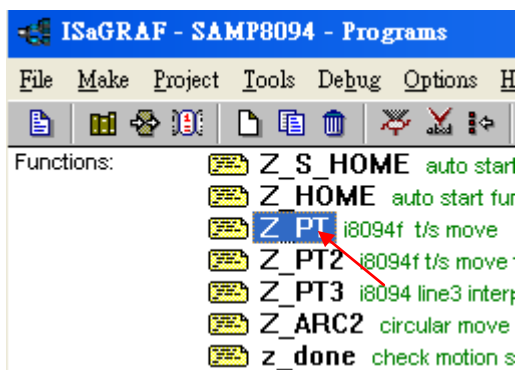 ISaGRAF - SAMP8094 - Programs
File Make Project Tools Debug Options H
Functions:
Z_S_HOME auto start
Z_HOME auto start fur
Z_PT i8094f t/s move
Z_PT2 i8094f t/s move
Z_PT3 i8094 line3 interp
Z_ARC2 circular move
z_done check motion s